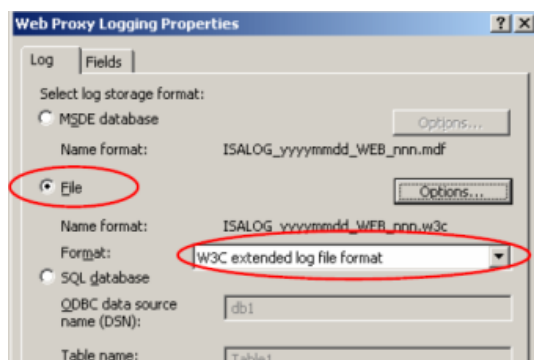 Web Proxy Logging Properties
Log Fields
Select log storage format:
MSDE database Options...
Name format: ISALOG_yyyymmdd_WEB_nnn.mdf
File Options...
Name format: ISALOG_yyyymmdd_WEB_nnn.w3c
Format: W3C extended log file format
SQL database
ODBC data source db1
name (DSN):
Table name: Table1